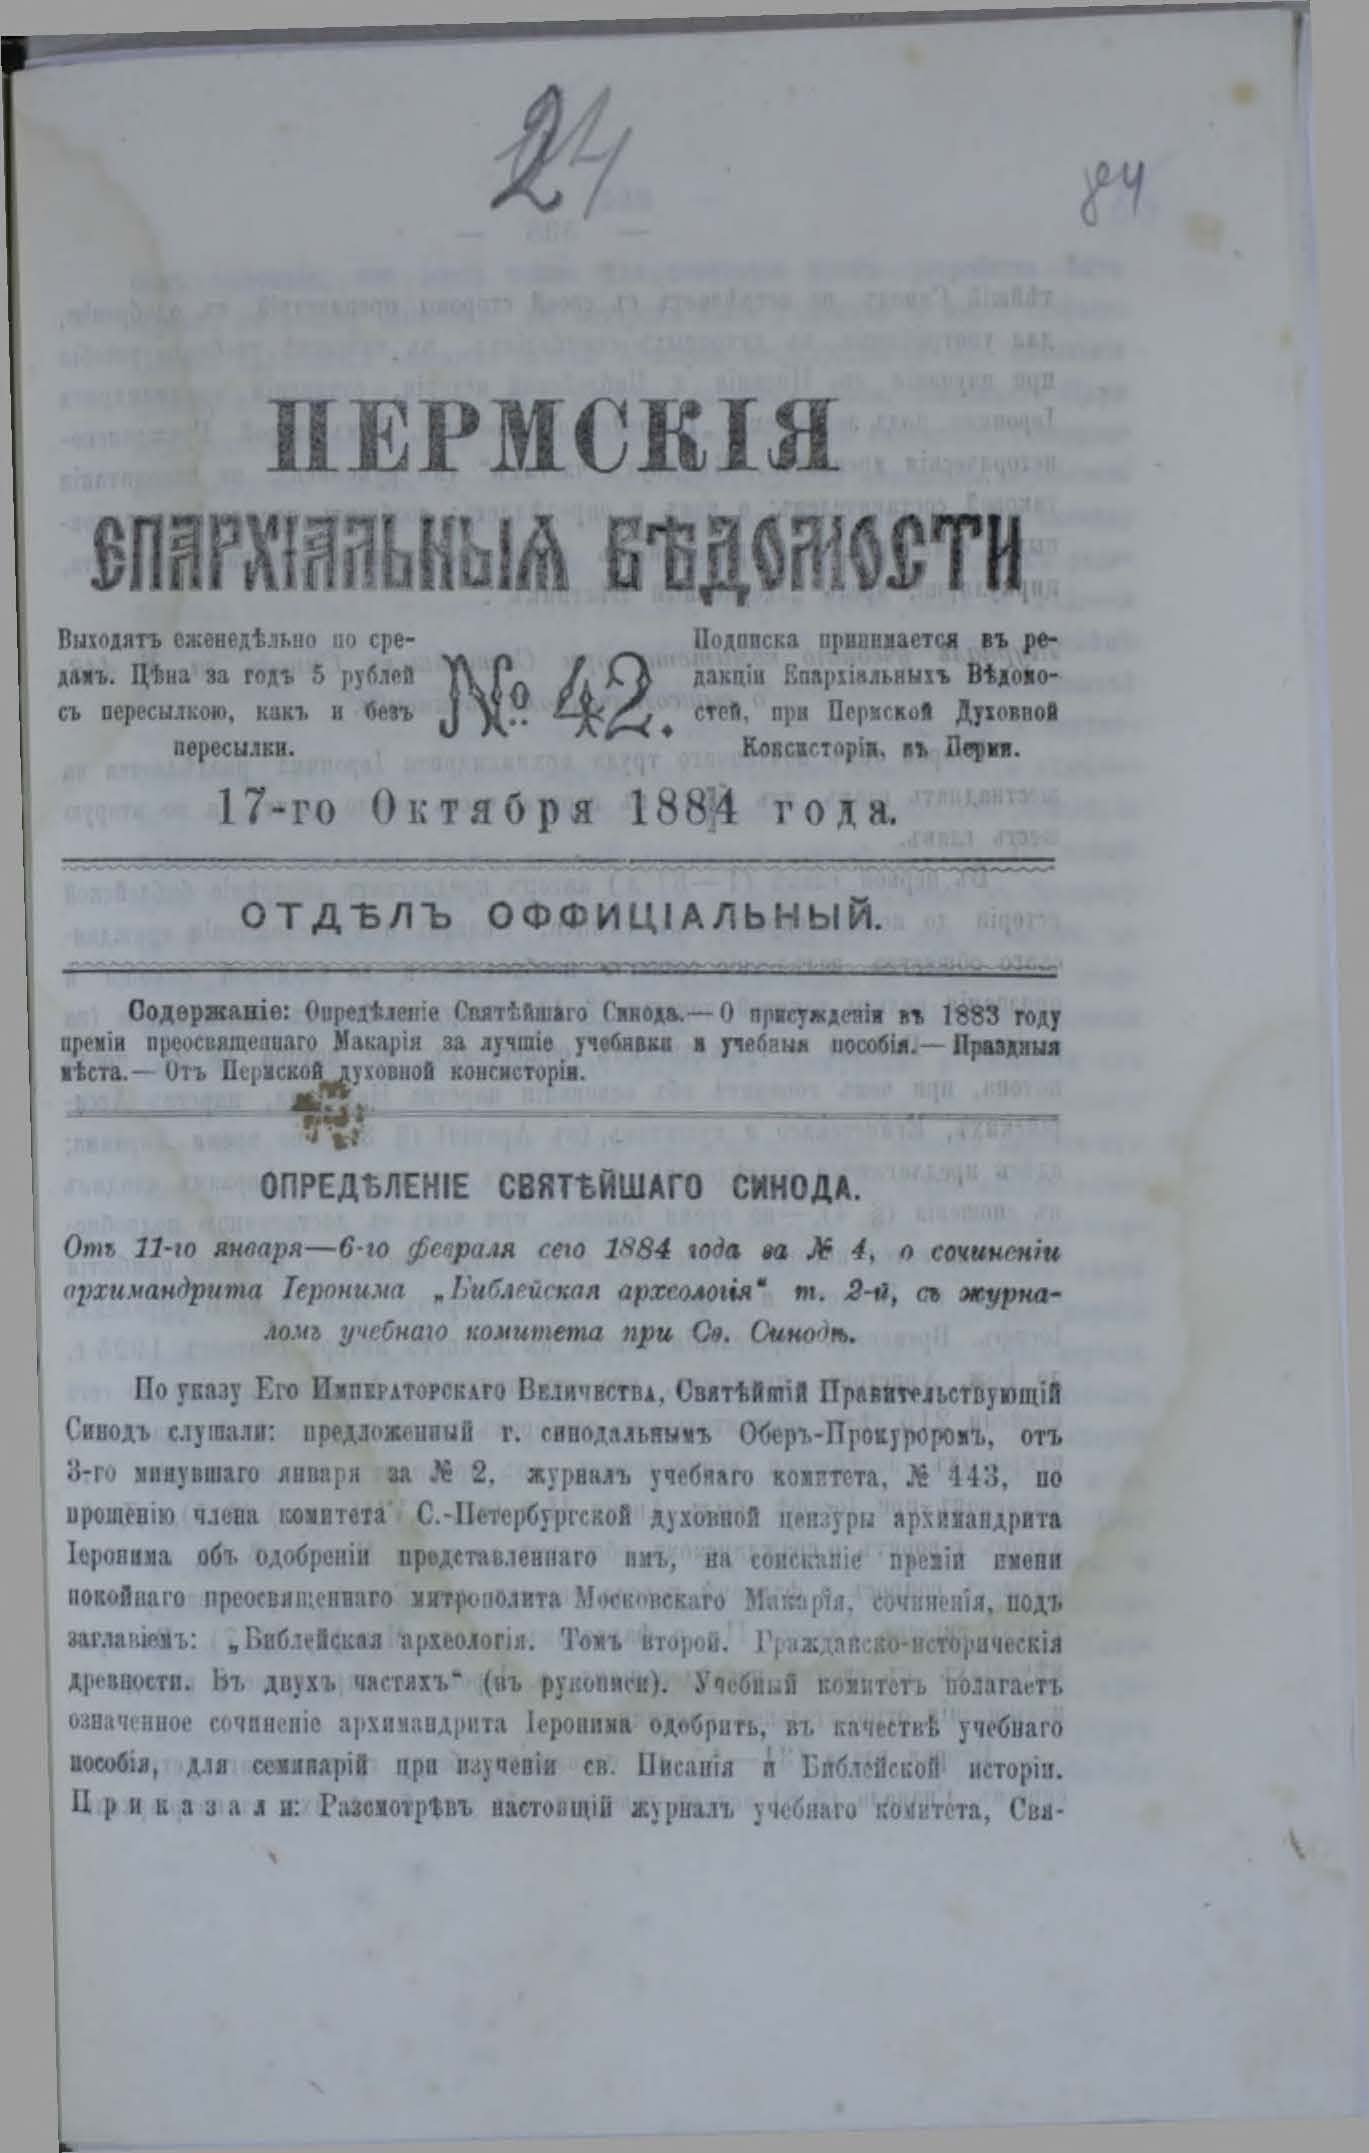 24
84
ПЕРМСКІЯ
ЕПАРХІАЛЬНЫЯ ВѢДОМОСТИ
Выходятъ еженедѣльно по сре-
дамъ. Цѣна за годъ 5 рублей
съ пересылкою, какъ и безъ
пересылки.
№ 42.
Подписка принимается въ ре-
дакціи Епархіальныхъ Вѣдомо-
стей, при Пермской Духовной
Консисторіи, въ Перми.
17-го Октября 1884 года.
ОТДѢЛЪ ОФФИЦІАЛЬНЫЙ.
Содержаніе: Опредѣленіе Святѣйшаго Синода.— О присужденіи въ 1883 году
преміи преосвященнаго Макарія за лучшіе учебники и учебныя пособія.— Праздныя
мѣста.— Отъ Пермской духовной консисторіи.
ОПРЕДѢЛЕНІЕ СВЯТѢЙШАГО СИНОДА.
Отъ 11-го января—6-го февраля сего 1884 года за № 4, о сочиненіи
архимандрита Іеронима „Библейская археологія“ т. 2-й, съ журна-
ломъ учебнаго комитета при Св. Синодѣ.
По указу Его Императорскаго Величества, Святѣйшій Правительствующій
Синодъ слушали: предложенный г. синодальнымъ Оберъ-Прокуроромъ, отъ
3-го минувшаго января за № 2, журналъ учебнаго комитета, № 443, по
прошенію члена комитета С.-Петербургской духовной цензуры архимандрита
Іеронима объ одобреніи представленнаго имъ, на соисканіе премій имени
покойнаго преосвященнаго митрополита Московскаго Макарія, сочиненія, подъ
заглавіемъ: „Библейская археологія. Томъ второй. Гражданско-историческія
древности. Въ двухъ частяхъ“ (въ рукописи). Учебный комитетъ полагаетъ
означенное сочиненіе архимандрита Іеронима одобрить, въ качествѣ учебнаго
пособія, для семинарій при изученіи св. Писанія и Библейской исторіи.
Приказали: Разсмотрѣвъ настоящій журналъ учебнаго комитета, Свя-